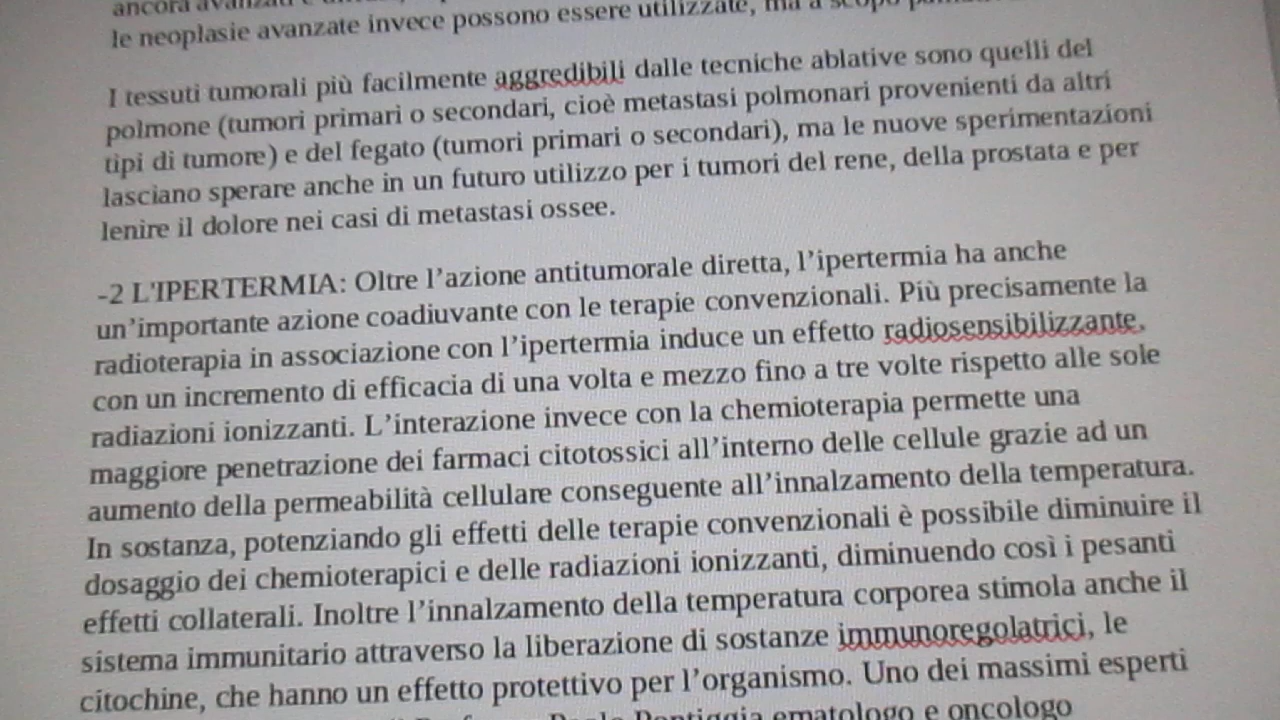 le neoplasie avanzate invece possono essere utilizzate, ma a scopo
I tessuti tumorali più facilmente aggredibili dalle tecniche ablative sono quelli del
polmone (tumori primari o secondari, cioè metastasi polmonari provenienti da altri
tipi di tumore) e del fegato (tumori primari o secondari), ma le nuove sperimentazioni
lasciano sperare anche in un futuro utilizzo per i tumori del rene, della prostata e per
lenire il dolore nei casi di metastasi ossee.
-2 L'IPERTERMIA: Oltre l’azione antitumorale diretta, l’ipertermia ha anche
un’importante azione coadiuvante con le terapie convenzionali. Più precisamente la
radioterapia in associazione con l’ipertermia induce un effetto radiosensibilizzante,
con un incremento di efficacia di una volta e mezzo fino a tre volte rispetto alle sole
radiazioni ionizzanti. L’interazione invece con la chemioterapia permette una
maggiore penetrazione dei farmaci citotossici all’interno delle cellule grazie ad un
aumento della permeabilità cellulare conseguente all’innalzamento della temperatura.
In sostanza, potenziando gli effetti delle terapie convenzionali è possibile diminuire il
dosaggio dei chemioterapici e delle radiazioni ionizzanti, diminuendo così i pesanti
effetti collaterali. Inoltre l’innalzamento della temperatura corporea stimola anche il
sistema immunitario attraverso la liberazione di sostanze immunoregolatrici, le
citochine, che hanno un effetto protettivo per l’organismo. Uno dei massimi esperti
ematologo e oncologo